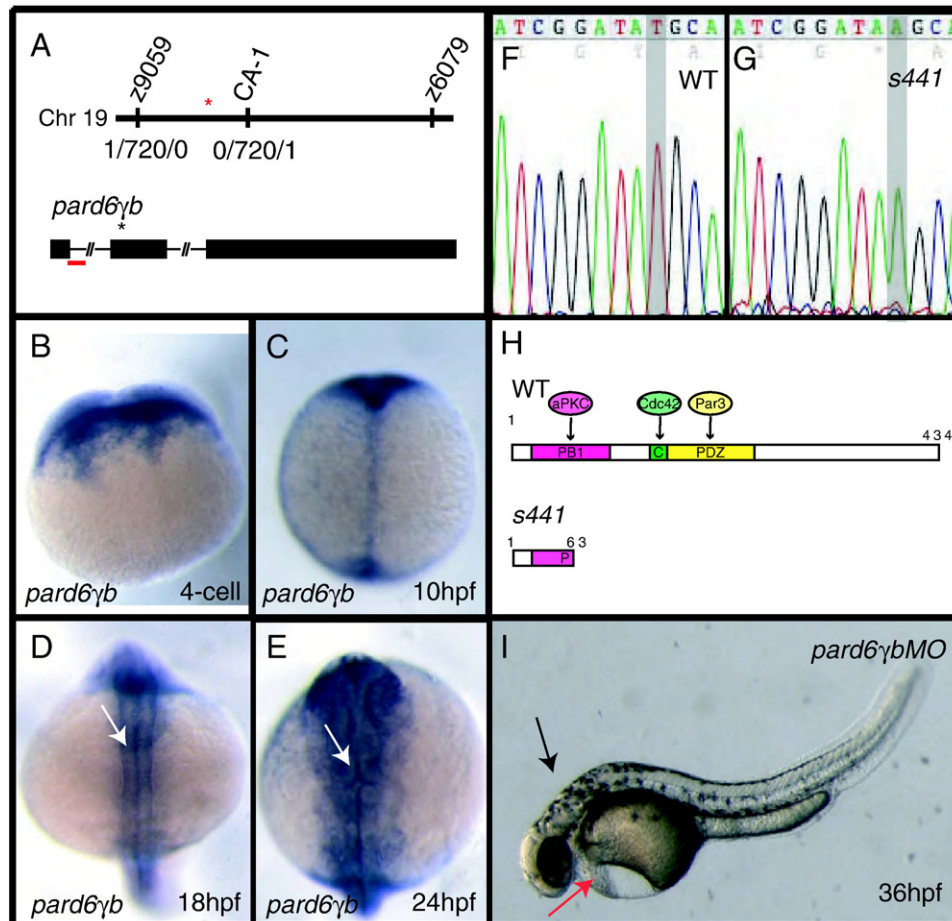 A
z9059
*
CA-1
z6079
Chr 19
1/720/0
0/720/1
pard6γb
*
B
pard6γb
4-cell
C
pard6γb
10hpf
D
pard6γb
18hpf
E
pard6γb
24hpf
ATCGGATATGCA
I G Y A
F
WT
ATCGGATAAGCA
I G * A
G
s441
H
WT
aPKC
Cdc42
Par3
1
434
PB1
C
PDZ
s441
1
63
P
I
pard6γbMO
36hpf